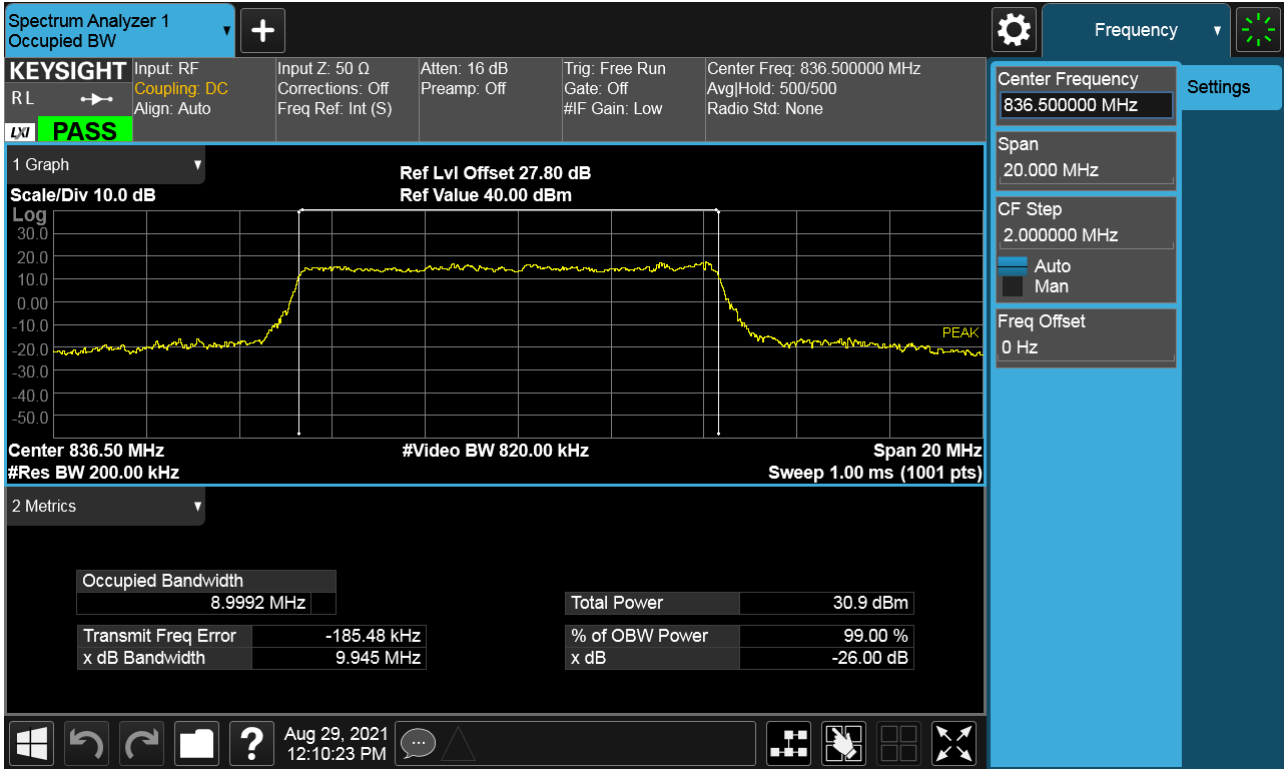 Spectrum Analyzer 1
Occupied BW
Frequency
KEYSIGHT
R L
LXI
PASS
Input: RF
Coupling: DC
Align: Auto
Input Z: 50 Ω
Corrections: Off
Freq Ref: Int (S)
Atten: 16 dB
Preamp: Off
Trig: Free Run
Gate: Off
#IF Gain: Low
Center Freq: 836.500000 MHz
Avg|Hold: 500/500
Radio Std: None
1 Graph
Scale/Div 10.0 dB
Ref Lvl Offset 27.80 dB
Ref Value 40.00 dBm
Log
30.0
20.0
10.0
0.00
-10.0
-20.0
-30.0
-40.0
-50.0
PEAK
Center 836.50 MHz
#Video BW 820.00 kHz
Span 20 MHz
#Res BW 200.00 kHz
Sweep 1.00 ms (1001 pts)
2 Metrics
Occupied Bandwidth
8.9992 MHz
Total Power 30.9 dBm
Transmit Freq Error -185.48 kHz
% of OBW Power 99.00 %
x dB Bandwidth 9.945 MHz
x dB -26.00 dB
?
Aug 29, 2021
12:10:23 PM
Center Frequency
836.500000 MHz
Settings
Span
20.000 MHz
CF Step
2.000000 MHz
Auto
Man
Freq Offset
0 Hz